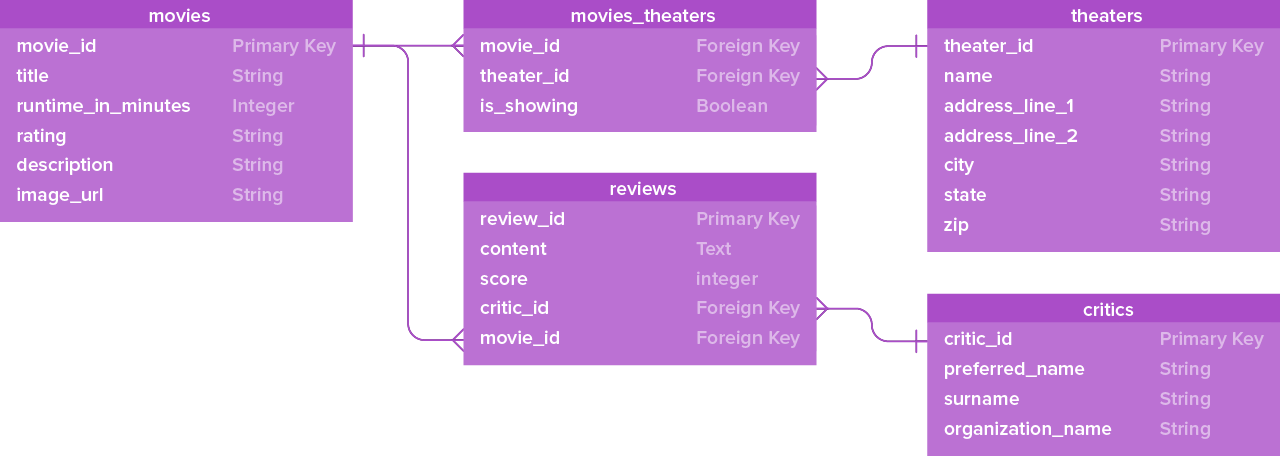 movies
movie_id Primary Key
title String
runtime_in_minutes Integer
rating String
description String
image_url String
movies_theaters
movie_id Foreign Key
theater_id Foreign Key
is_showing Boolean
reviews
review_id Primary Key
content Text
score integer
critic_id Foreign Key
movie_id Foreign Key
theaters
theater_id Primary Key
name String
address_line_1 String
address_line_2 String
city String
state String
zip String
critics
critic_id Primary Key
preferred_name String
surname String
organization_name String